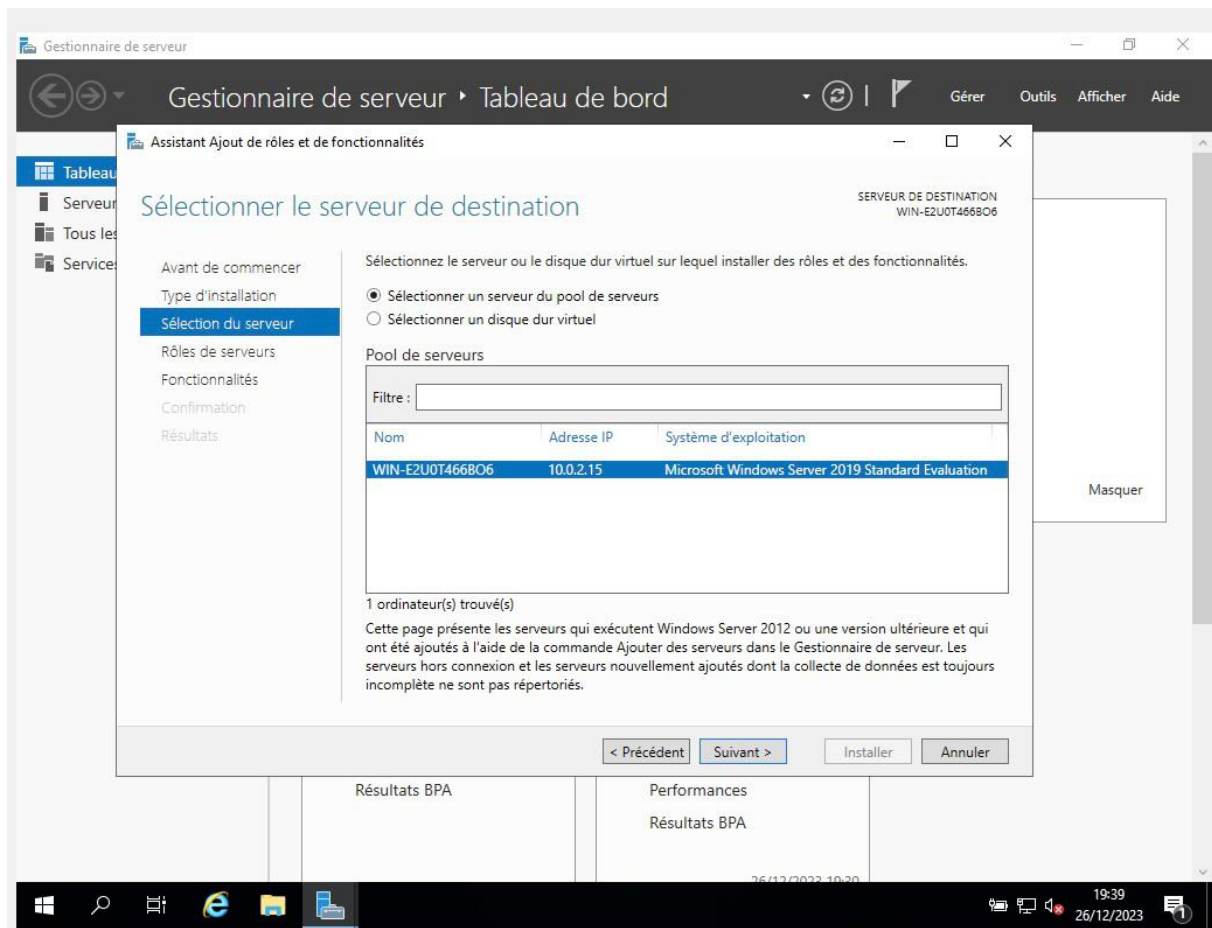 Gestionnaire de serveur
Gestionnaire de serveur ‣ Tableau de bord
Gérer Outils Afficher Aide
Assistant Ajout de rôles et de fonctionnalités
Tableau
Serveur
Tous les
Services
Sélectionner le serveur de destination
SERVEUR DE DESTINATION
WIN-E2U0T466BO6
Avant de commencer
Type d'installation
Sélection du serveur
Rôles de serveurs
Fonctionnalités
Confirmation
Résultats
Sélectionnez le serveur ou le disque dur virtuel sur lequel installer des rôles et des fonctionnalités.
Sélectionner un serveur du pool de serveurs
Sélectionner un disque dur virtuel
Pool de serveurs
Filtre :
Nom Adresse IP Système d'exploitation
WIN-E2U0T466BO6 10.0.2.15 Microsoft Windows Server 2019 Standard Evaluation
1 ordinateur(s) trouvé(s)
Cette page présente les serveurs qui exécutent Windows Server 2012 ou une version ultérieure et qui
ont été ajoutés à l'aide de la commande Ajouter des serveurs dans le Gestionnaire de serveur. Les
serveurs hors connexion et les serveurs nouvellement ajoutés dont la collecte de données est toujours
incomplète ne sont pas répertoriés.
< Précédent Suivant > Installer Annuler
Masquer
Résultats BPA
Performances
Résultats BPA
26/12/2023 19:30
19:39
26/12/2023
1